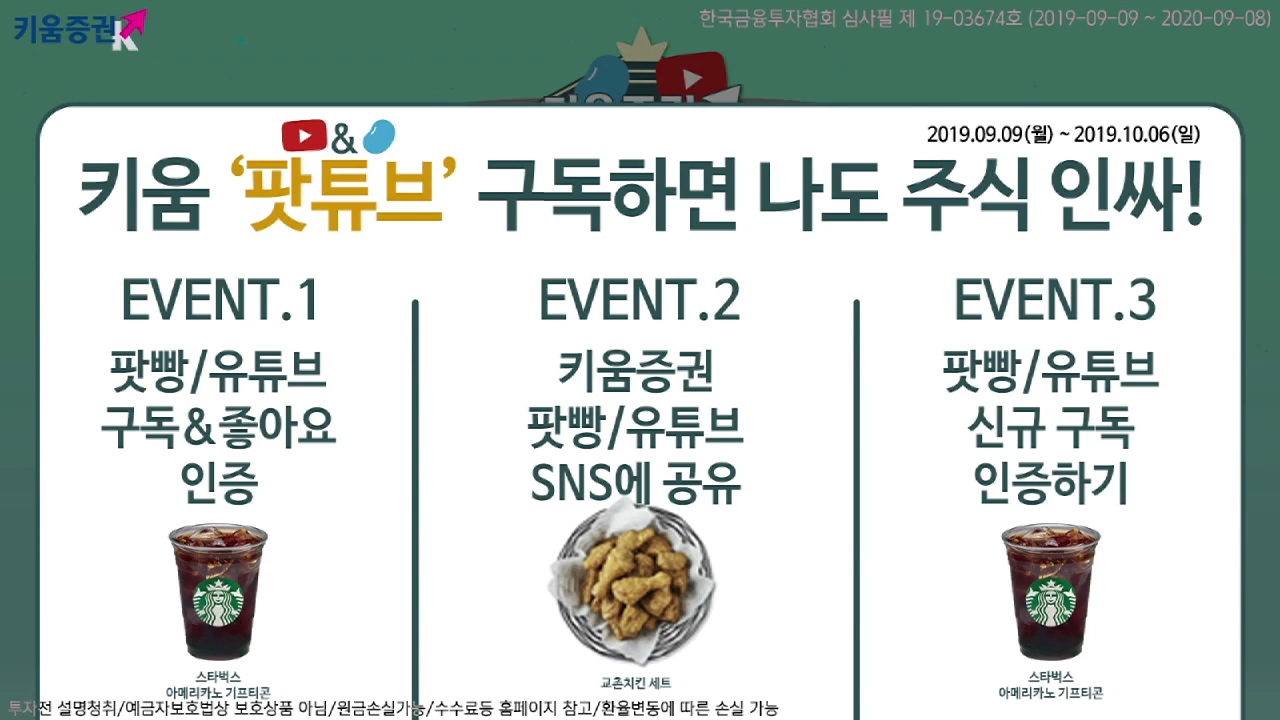 키움증권
한국금융투자협회 심사필 제 19-03674호 (2019-09-09 ~ 2020-09-08)
&
2019.09.09(월) ~ 2019.10.06(일)
키움 '팟튜브' 구독하면 나도 주식 인싸!
EVENT.1
팟빵/유튜브
구독&좋아요
인증
스타벅스
아메리카노 기프티콘
EVENT.2
키움증권
팟빵/유튜브
SNS에 공유
교촌치킨 세트
EVENT.3
팟빵/유튜브
신규 구독
인증하기
스타벅스
아메리카노 기프티콘
투자전 설명청취/예금자보호법상 보호상품 아님/원금손실가능/수수료등 홈페이지 참고/환율변동에 따른 손실 가능